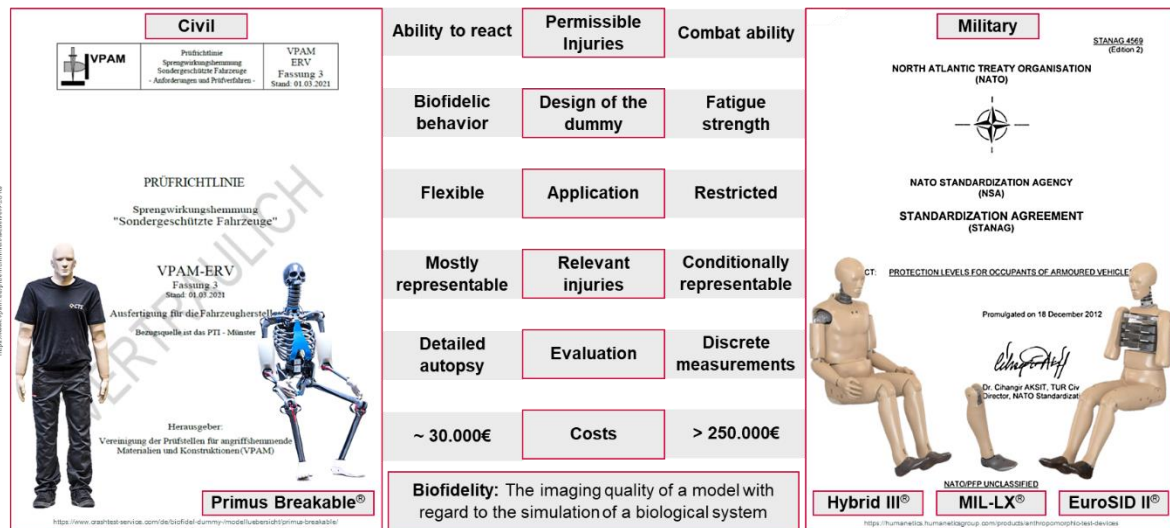 Civil
VPAM
Prüfrichtlinie
Sprengwirkungshemmung
Sondergeschützte Fahrzeuge
- Anforderungen und Prüfverfahren -
VPAM
ERV
Fassung 3
Stand: 01.03.2021
PRÜFRICHTLINIE
Sprengwirkungshemmung
"Sondergeschützte Fahrzeuge"
VERTRAULICH
VPAM-ERV
Fassung 3
Stand: 01.03.2021
Ausfertigung für die Fahrzeughersteller
Bezugsquelle ist das PTI - Münster
Herausgeber:
Vereinigung der Prüfstellen für angriffshemmende
Materialien und Konstruktionen(VPAM)
CTS
Primus Breakable®
https://www.crashtest-service.com/de/biofidel-dummy-/modelluebersicht/primus-breakable/
Ability to react
Permissible
Injuries
Combat ability
Biofidelic
behavior
Design of the
dummy
Fatigue
strength
Flexible
Application
Restricted
Mostly
representable
Relevant
injuries
Conditionally
representable
Detailed
autopsy
Evaluation
Discrete
measurements
~ 30.000€
Costs
> 250.000€
Biofidelity: The imaging quality of a model with
regard to the simulation of a biological system
Military
STANAG 4569
(Edition 2)
NORTH ATLANTIC TREATY ORGANISATION
(NATO)
NATO STANDARDIZATION AGENCY
(NSA)
STANDARDIZATION AGREEMENT
(STANAG)
CT: PROTECTION LEVELS FOR OCCUPANTS OF ARMOURED VEHICLE
Promulgated on 18 December 2012
Dr. Cihangir AKSIT, TUR Civ
Director, NATO Standardizat
NATO/PFP UNCLASSIFIED
Hybrid III®
MIL-LX®
EuroSID II®
https://humanetics.humaneticsgroup.com/products/anthropomorphic-test-devices